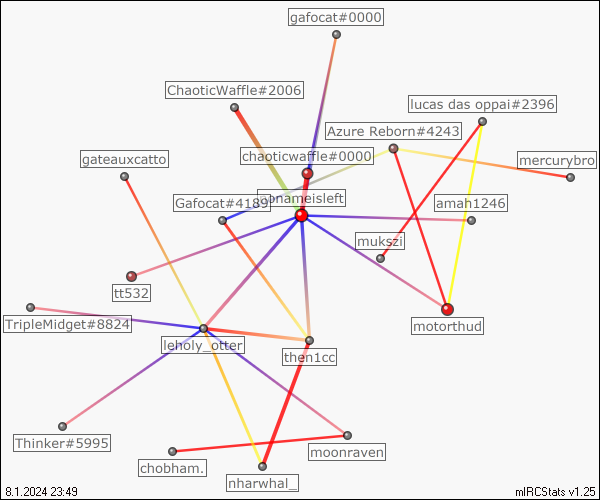 gafocat#0000
ChaoticWaffle#2006
lucas das oppai#2396
Azure Reborn#4243
chaoticwaffle#0000
gateauxcatto
mercurybro
Gafocat#4189
amah1246
mukszi
tt532
TripleMidget#8824
motorthud
leholy_otter
then1cc
Thinker#5995
moonraven
chobham.
nharwhal_
8.1.2024 23:49
mIRCStats v1.25